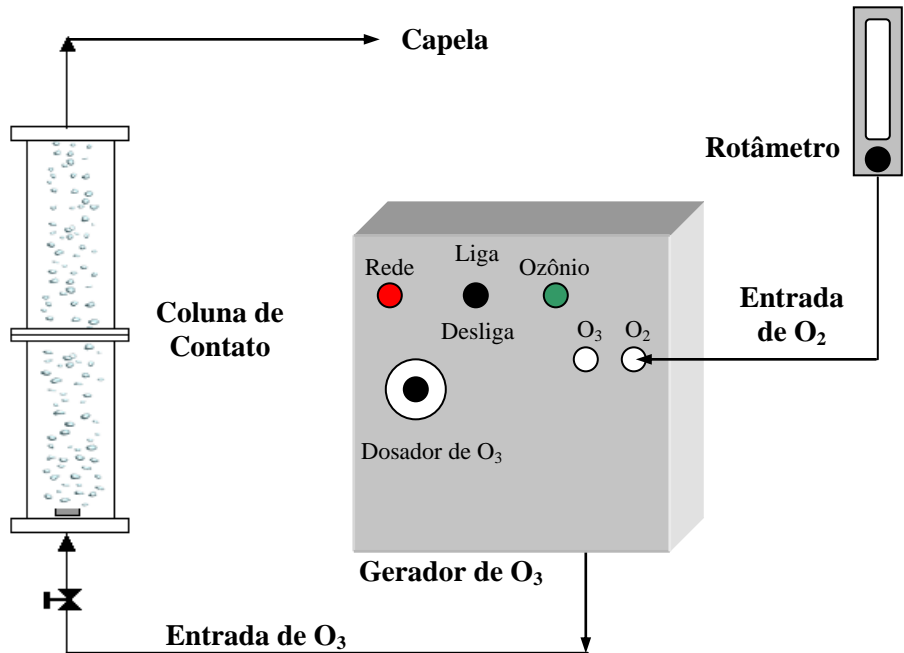 Capela
Rotâmetro
Rede
Liga
Ozônio
Desliga
O₃
O₂
Coluna de
Contato
Entrada
de O₂
Dosador de O₃
Gerador de O₃
Entrada de O₃